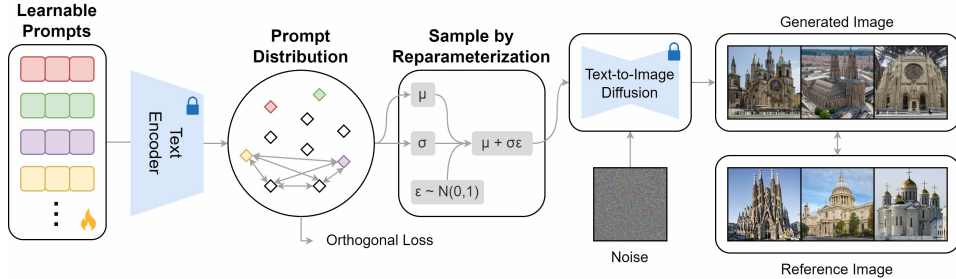 Learnable
Prompts
Text
Encoder
Prompt
Distribution
Orthogonal Loss
Sample by
Reparameterization
μ
σ
μ + σε
ε ~ N(0,1)
Text-to-Image
Diffusion
Noise
Generated Image
Reference Image